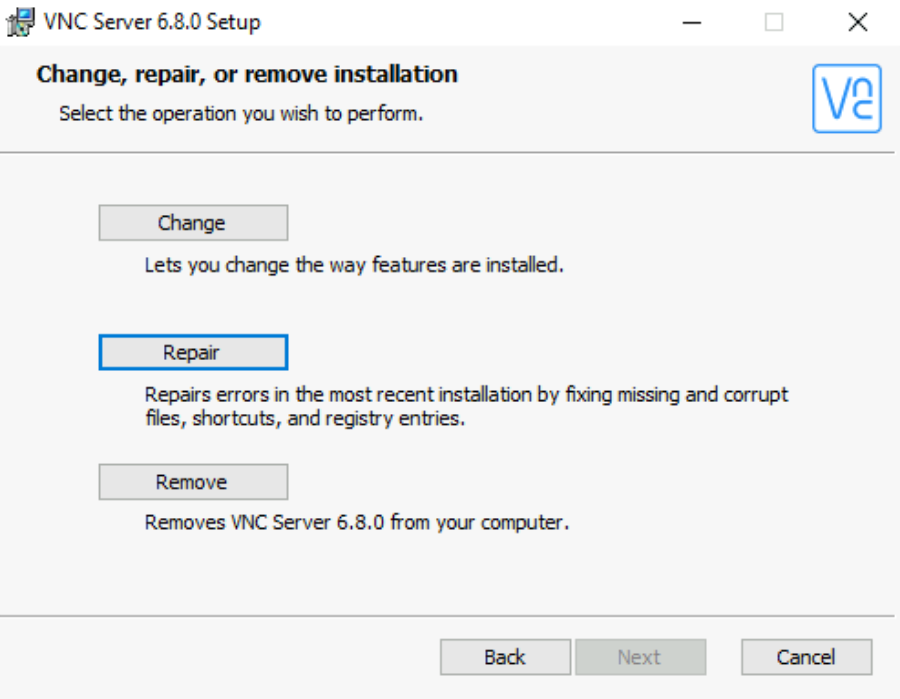 VNC Server 6.8.0 Setup
Change, repair, or remove installation
Select the operation you wish to perform.
VNC
Change
Lets you change the way features are installed.
Repair
Repairs errors in the most recent installation by fixing missing and corrupt
files, shortcuts, and registry entries.
Remove
Removes VNC Server 6.8.0 from your computer.
Back
Next
Cancel